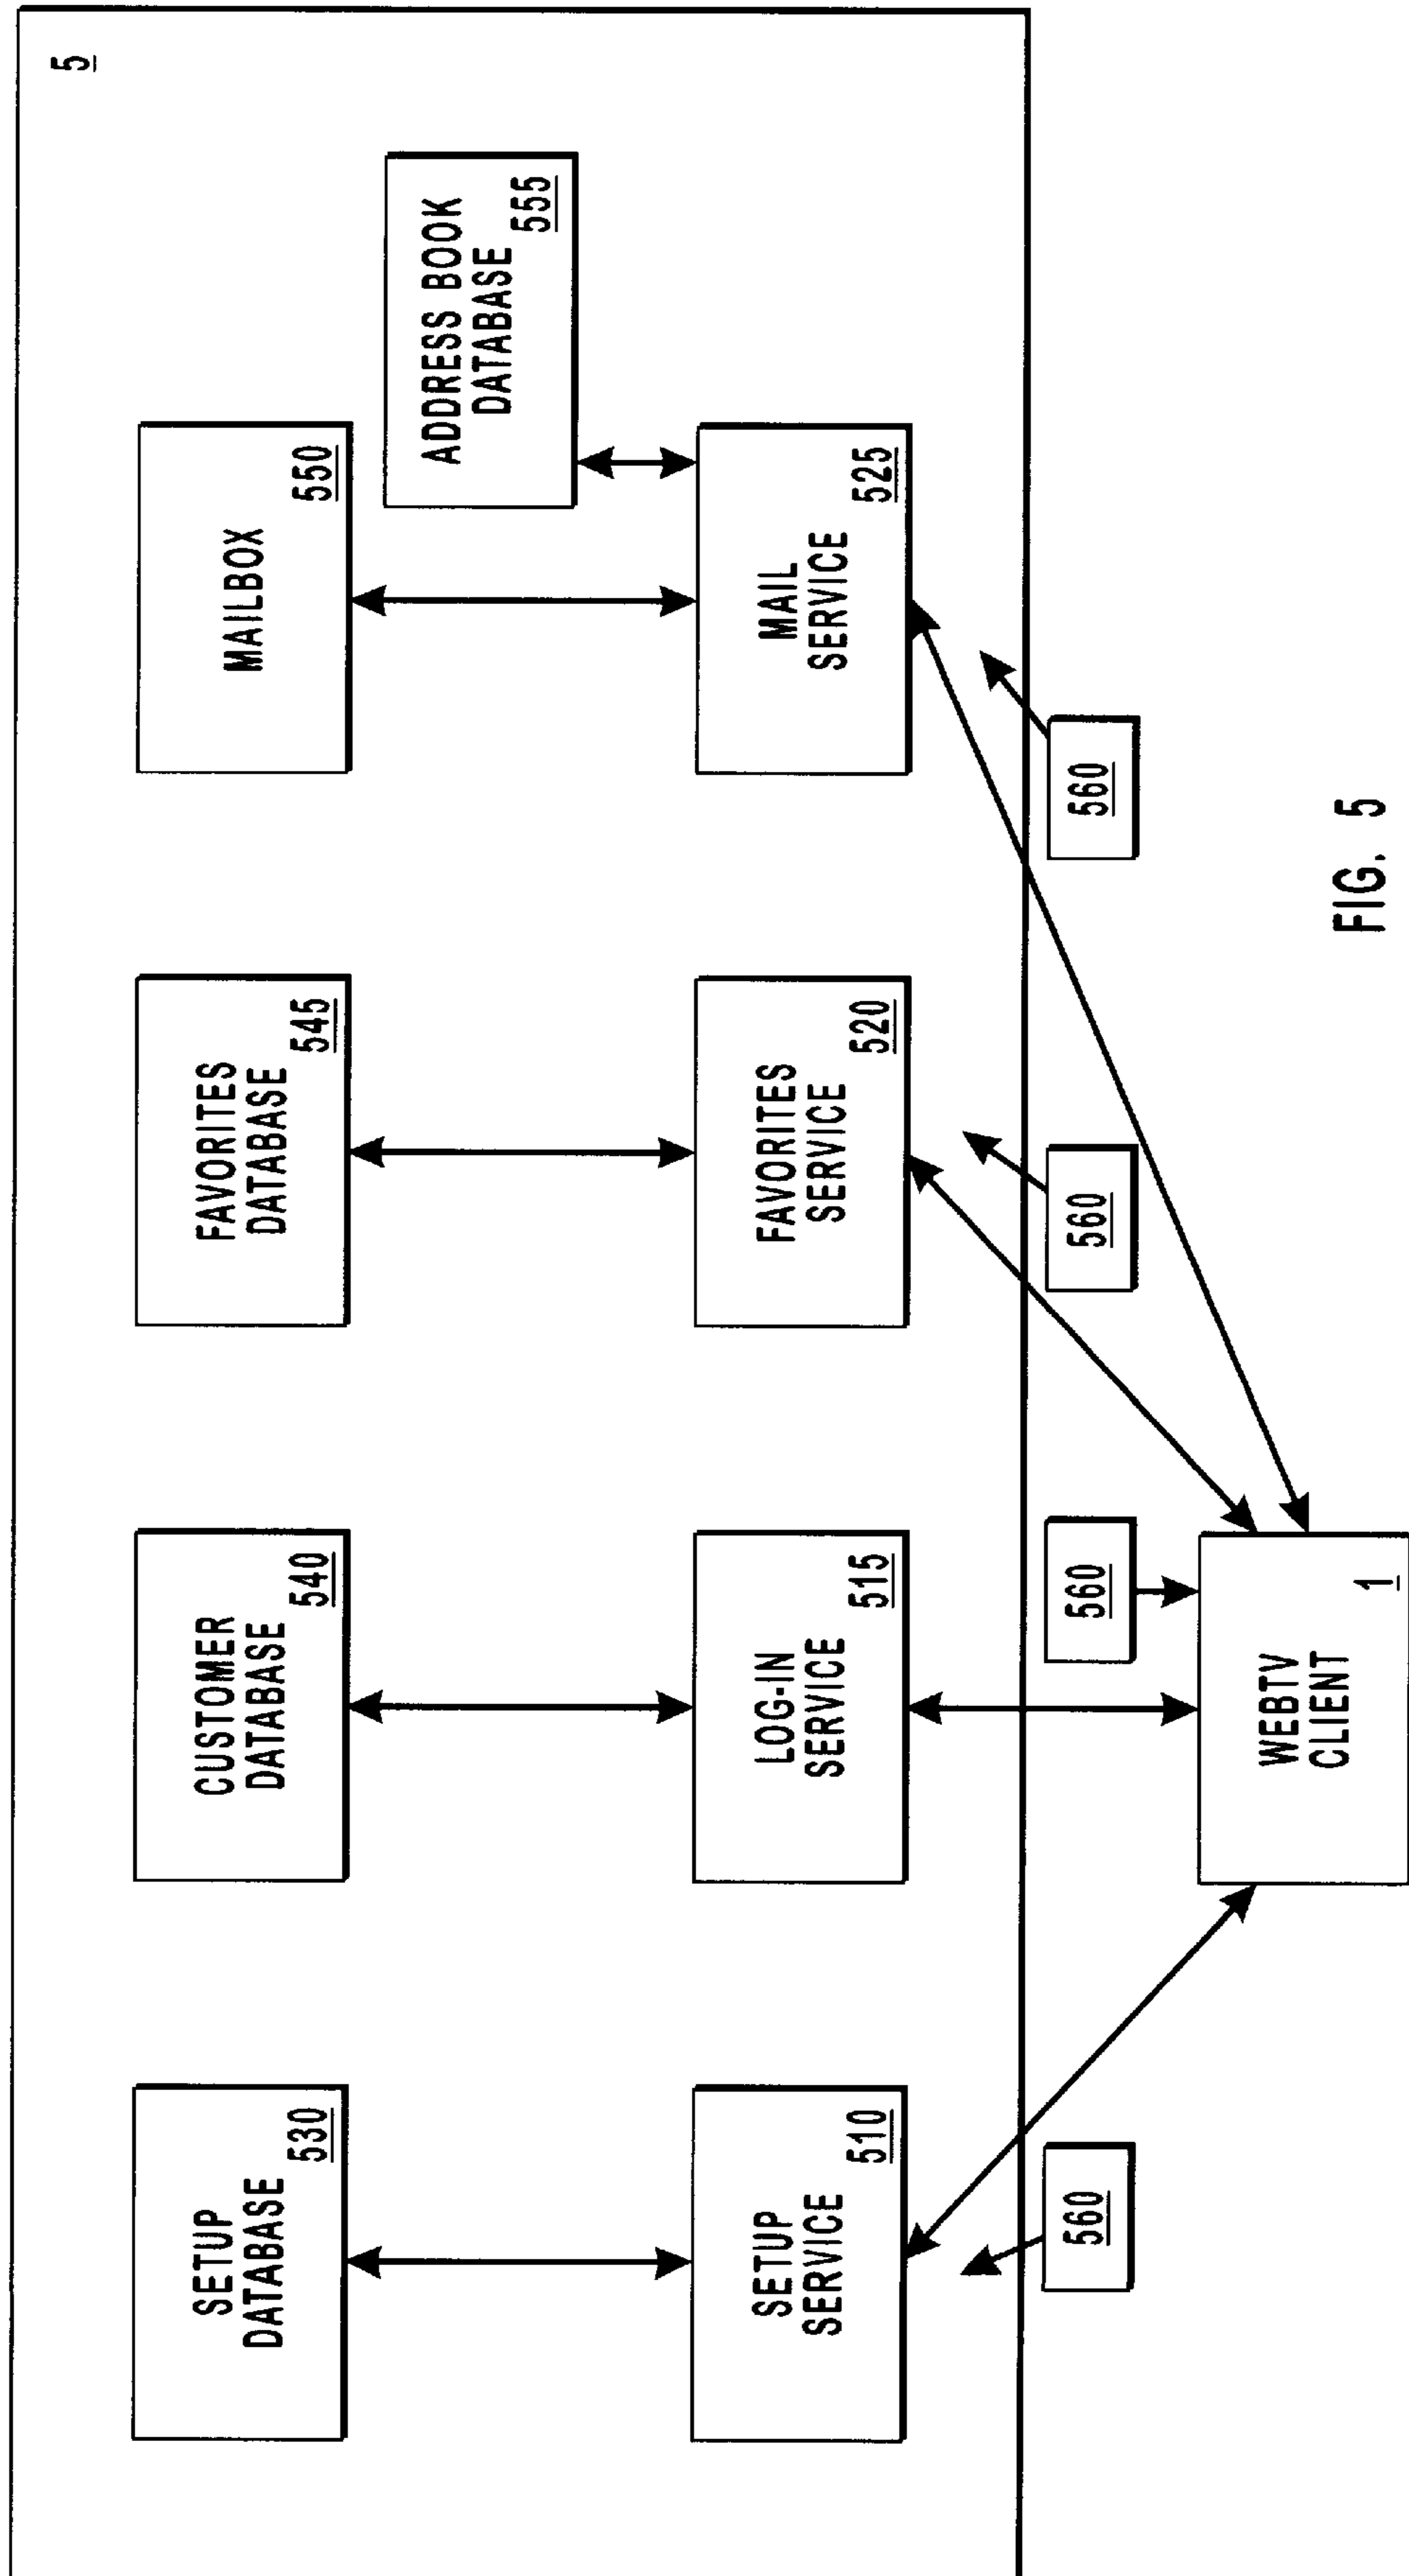 5
SETUP
DATABASE
530
CUSTOMER
DATABASE
540
FAVORITES
DATABASE
545
MAILBOX
550
ADDRESS BOOK
DATABASE
555
SETUP
SERVICE
510
LOG-IN
SERVICE
515
FAVORITES
SERVICE
520
MAIL
SERVICE
525
560
560
560
560
WEBTV
CLIENT
1
FIG. 5